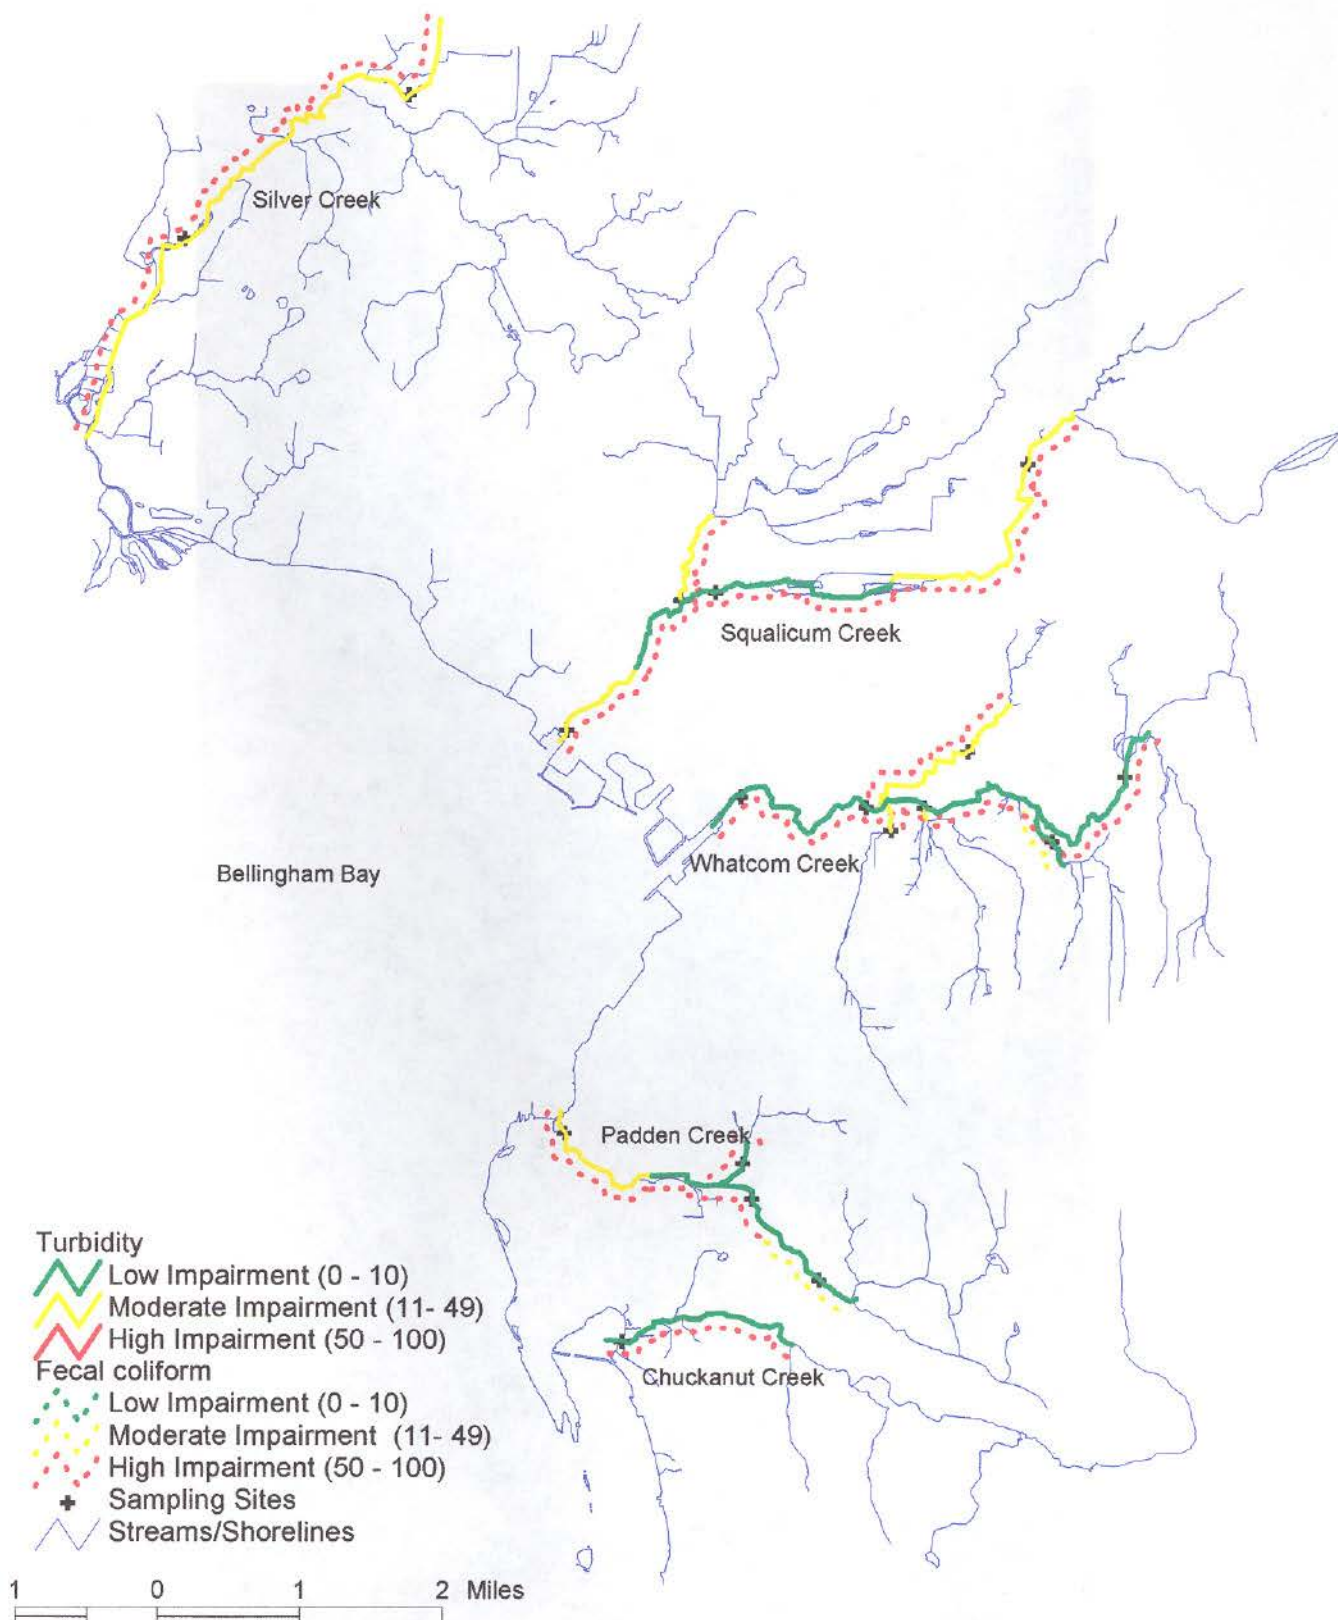 Silver Creek
Squalicum Creek
Whatcom Creek
Bellingham Bay
Padden Creek
Chuckanut Creek
Turbidity
Low Impairment (0 - 10)
Moderate Impairment (11- 49)
High Impairment (50 - 100)
Fecal coliform
Low Impairment (0 - 10)
Moderate Impairment (11- 49)
High Impairment (50 - 100)
Sampling Sites
Streams/Shorelines
1 0 1 2 Miles